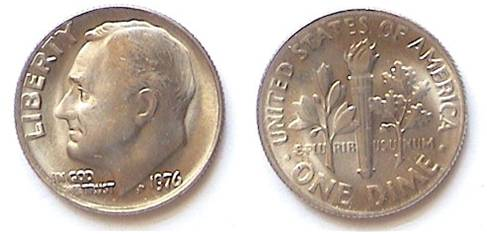 LIBERTY
IN GOD
WE TRUST
1976
UNITED STATES OF AMERICA
E PLURIBUS UNUM
ONE DIME